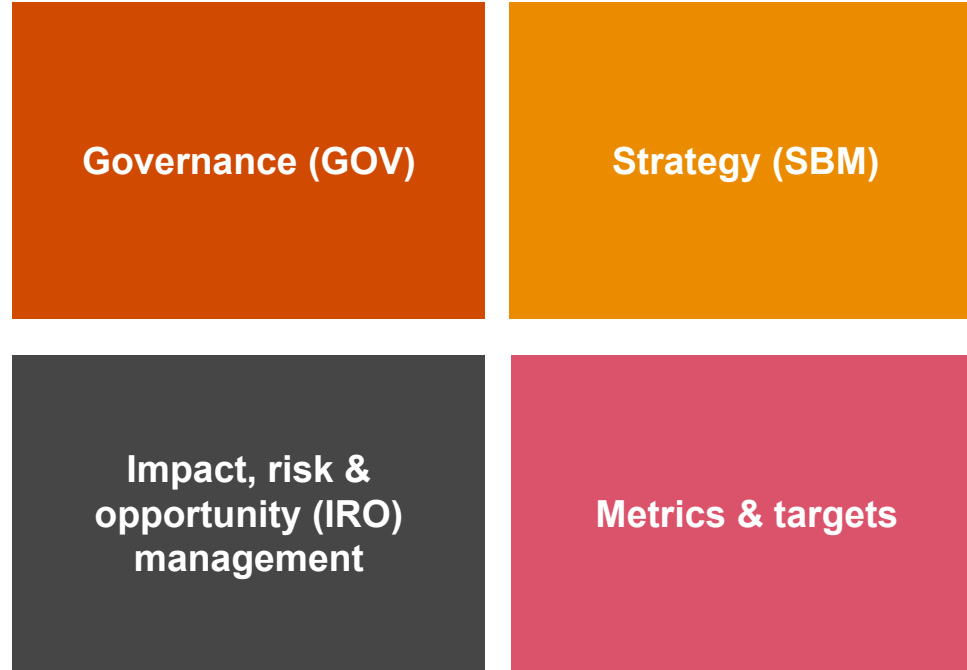 Governance (GOV)
Strategy (SBM)
Impact, risk &
opportunity (IRO)
management
Metrics & targets